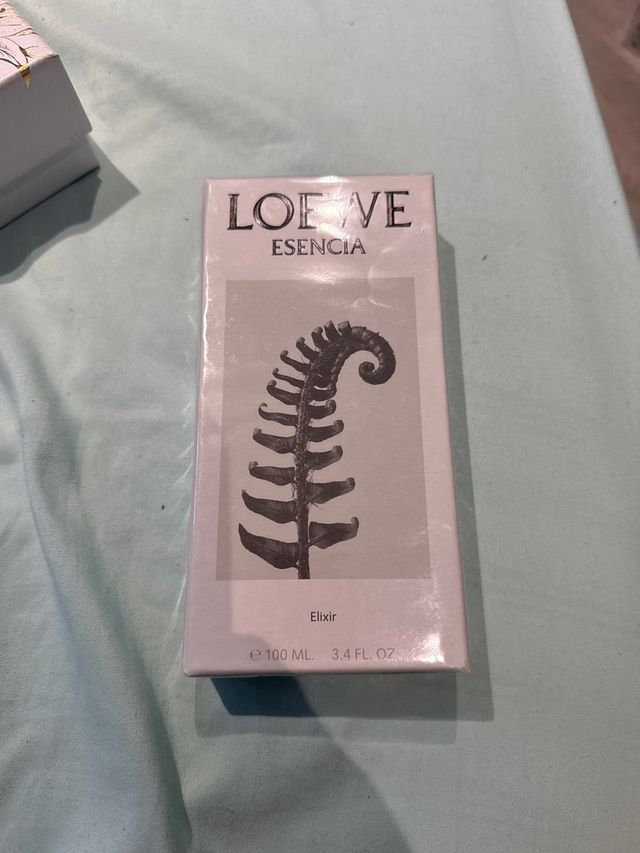 LOEWE
ESENCIA
Elixir
℮ 100 ML. 3.4 FL. OZ.